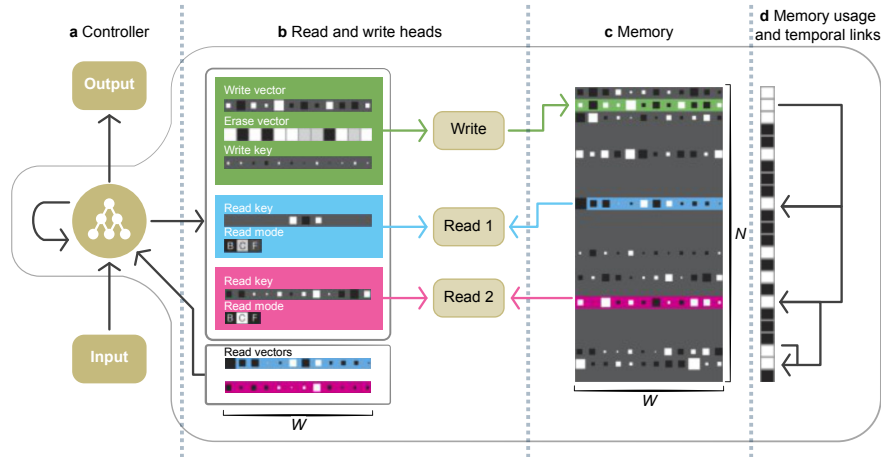 a Controller
b Read and write heads
c Memory
d Memory usage
and temporal links
Output
Input
Write vector
Erase vector
Write key
Read key
Read mode
B C F
Read key
Read mode
B C F
Read vectors
W
Write
Read 1
Read 2
N
W